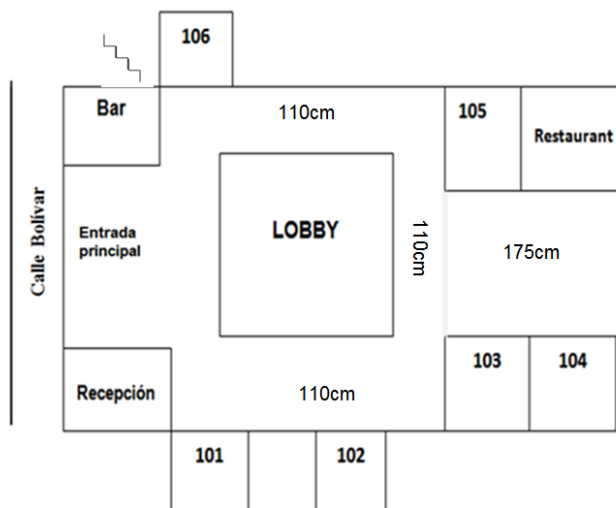 106
Bar
110cm
105
Restaurant
Calle Bolívar
Entrada
principal
LOBBY
110cm
175cm
Recepción
110cm
103
104
101
102